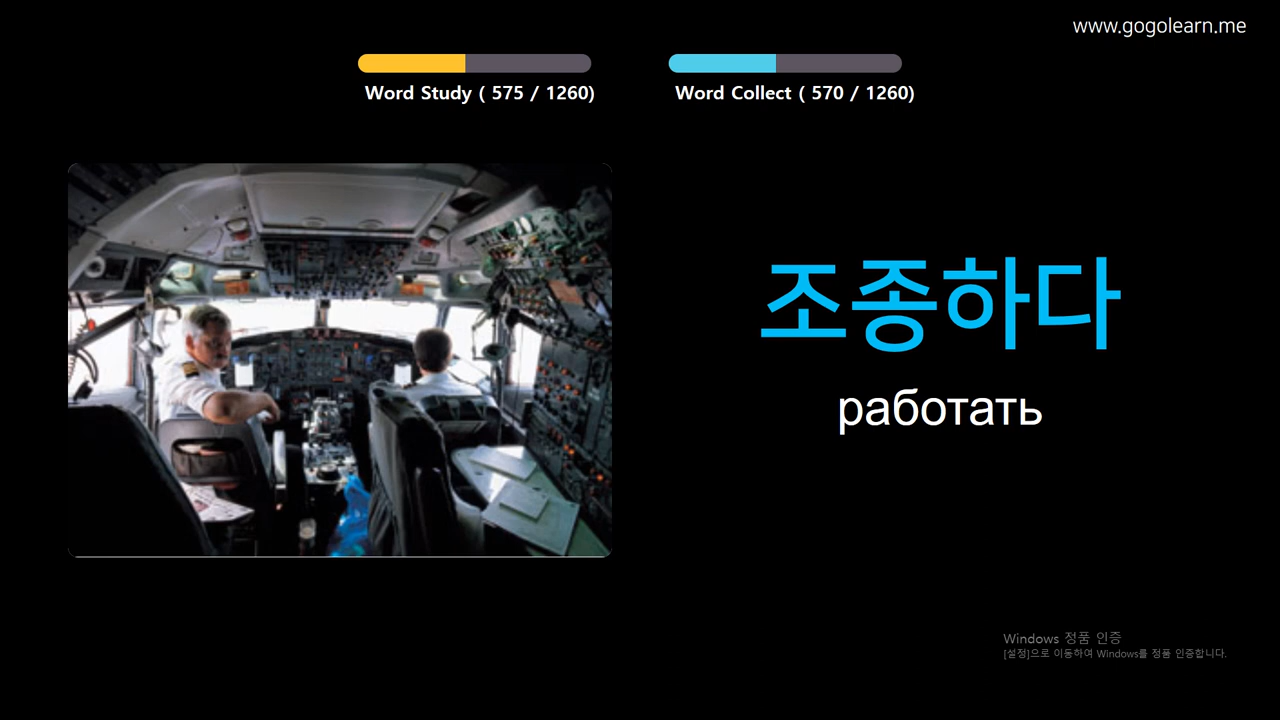 www.gogolearn.me
Word Study ( 575 / 1260)
Word Collect ( 570 / 1260)
조종하다
работать
Windows 정품 인증
[설정]으로 이동하여 Windows를 정품 인증합니다.